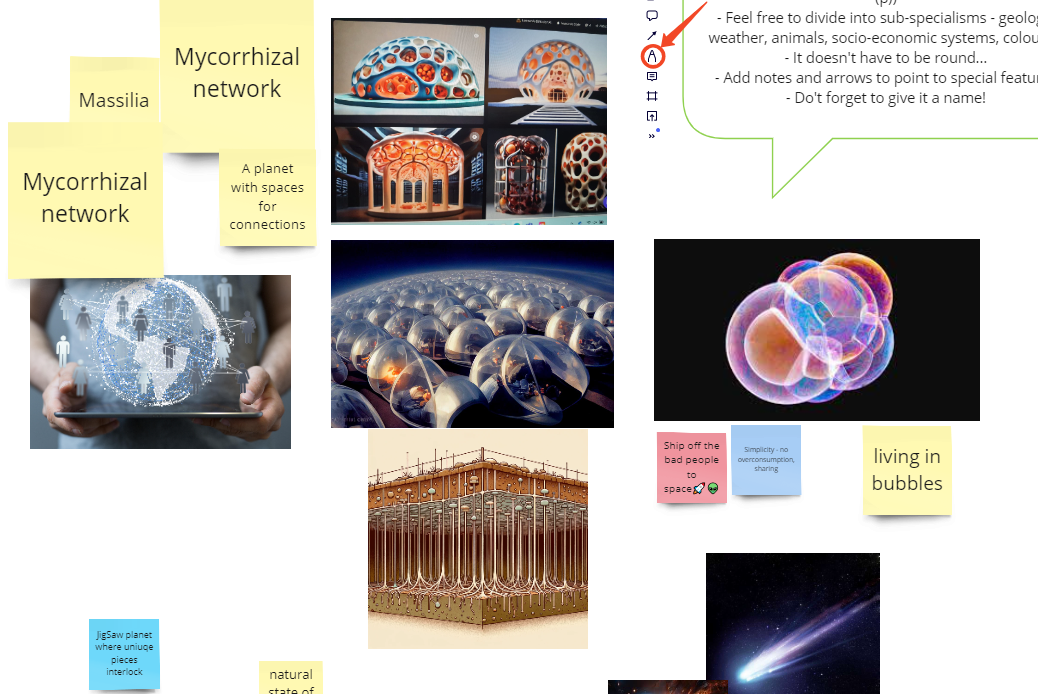 (p))
- Feel free to divide into sub-specialisms - geolog
weather, animals, socio-economic systems, colou
- It doesn't have to be round...
- Add notes and arrows to point to special featur
- Do't forget to give it a name!
Mycorrhizal
network
Massilia
Mycorrhizal
network
A planet
with spaces
for
connections
Ship off the
bad people
to
space🚀👽
Simplicity - no
overconsumption,
sharing
living in
bubbles
JigSaw planet
where uniuqe
pieces
interlock
natural
state of